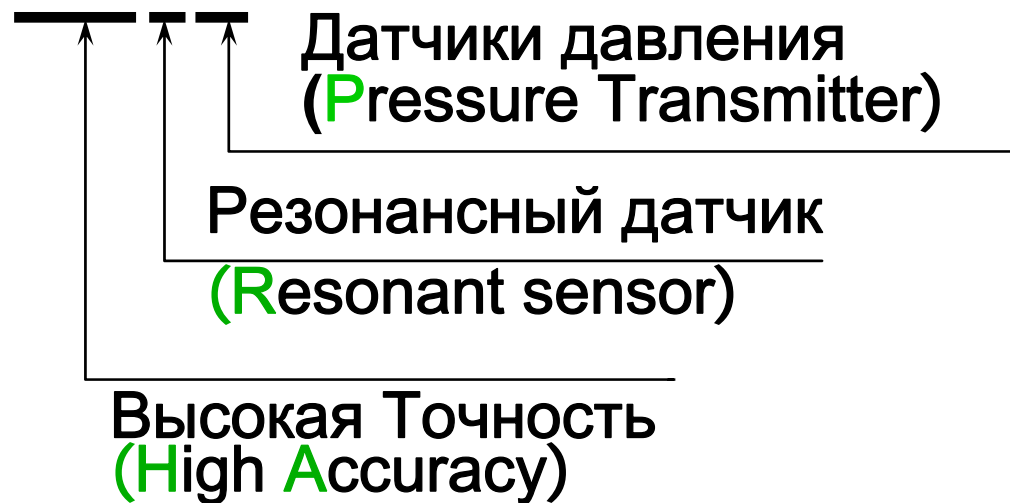 Датчики давления
(Pressure Transmitter)
Резонансный датчик
(Resonant sensor)
Высокая Точность
(High Accuracy)